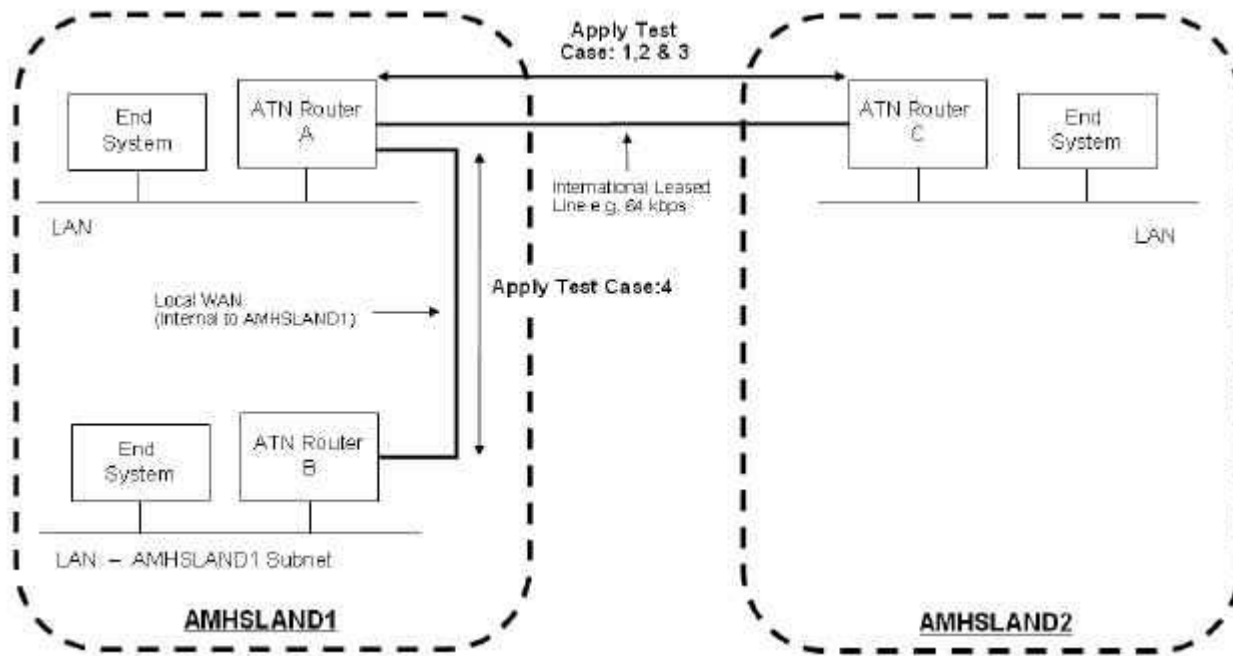 Apply Test
Case: 1,2 & 3
End
System
ATN Router
A
ATN Router
C
End
System
International Leased
Line e.g. 64 kbps
LAN
LAN
Apply Test Case:4
Local WAN
(Internal to AMHSLAND1)
End
System
ATN Router
B
LAN – AMHSLAND1 Subnet
AMHSLAND1
AMHSLAND2